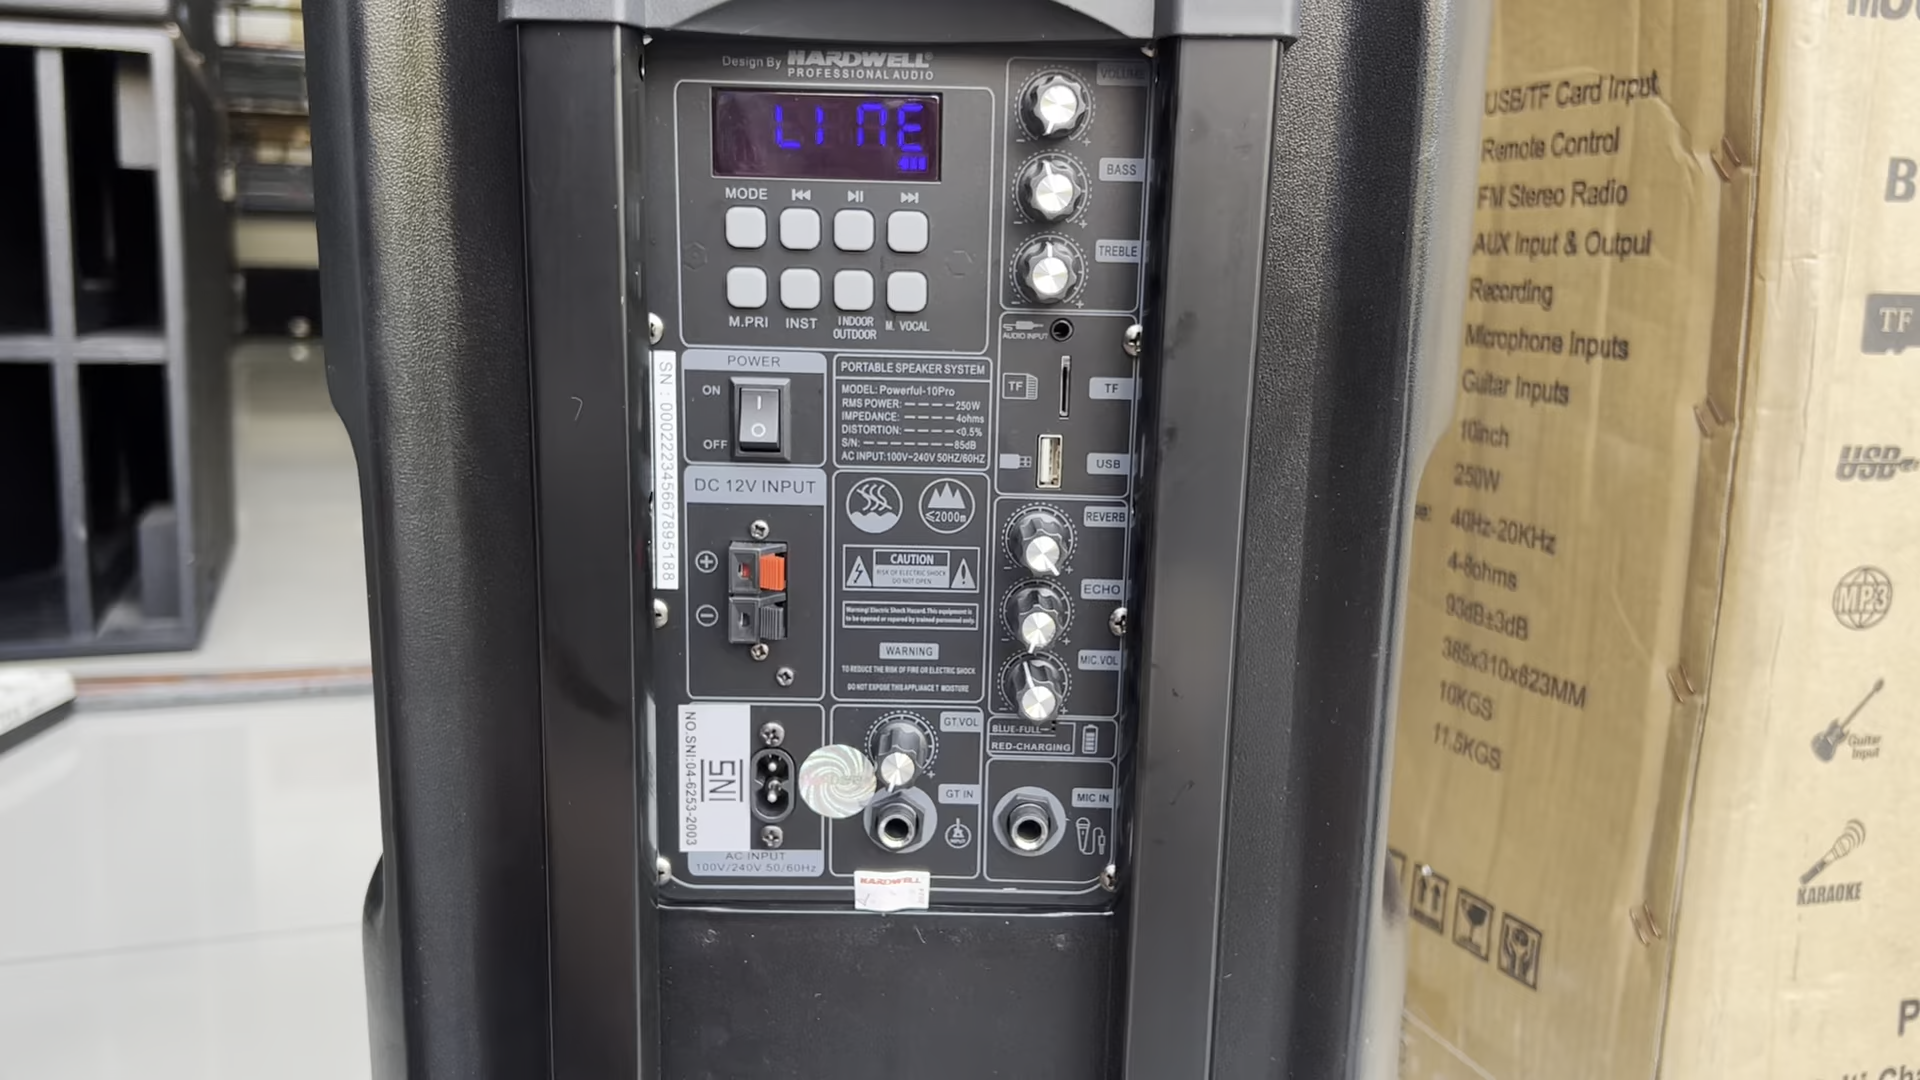 Design By HARDWELL®
PROFESSIONAL AUDIO
LINE
MODE
M.PRI
INST
INDOOR
OUTDOOR
M. VOCAL
VOLUME
BASS
TREBLE
AUDIO INPUT
TF
TF
USB
POWER
ON
OFF
PORTABLE SPEAKER SYSTEM
MODEL: Powerful-10Pro
RMS POWER: — — — — 250W
IMPEDANCE: — — — — 4ohms
DISTORTION: — — — — <0.5%
S/N: — — — — — — — 85dB
AC INPUT:100V~240V 50HZ/60HZ
DC 12V INPUT
+
−
≤2000m
CAUTION
RISK OF ELECTRIC SHOCK
DO NOT OPEN
Warning! Electric Shock Hazard. This equipment is
to be opened or repared by trained personnel only.
WARNING
TO REDUCE THE RISK OF FIRE OR ELECTRIC SHOCK
DO NOT EXPOSE THIS APPLIANCE T MOISTURE
REVERB
ECHO
MIC.VOL
BLUE-FULL
RED-CHARGING
GT.VOL
GT IN
INPUT
MIC IN
NO.SNI:04-6253-2003
SNI
AC INPUT
100V/240V 50/60Hz
HARDWELL
USB/TF Card Input
Remote Control
FM Stereo Radio
AUX Input & Output
Recording
Microphone Inputs
Guitar Inputs
10inch
250W
40Hz-20KHz
4-8ohms
93dB±3dB
385x310x623MM
10KGS
11.5KGS
TF
USB
MP3
Guitar
Input
KARAOKE